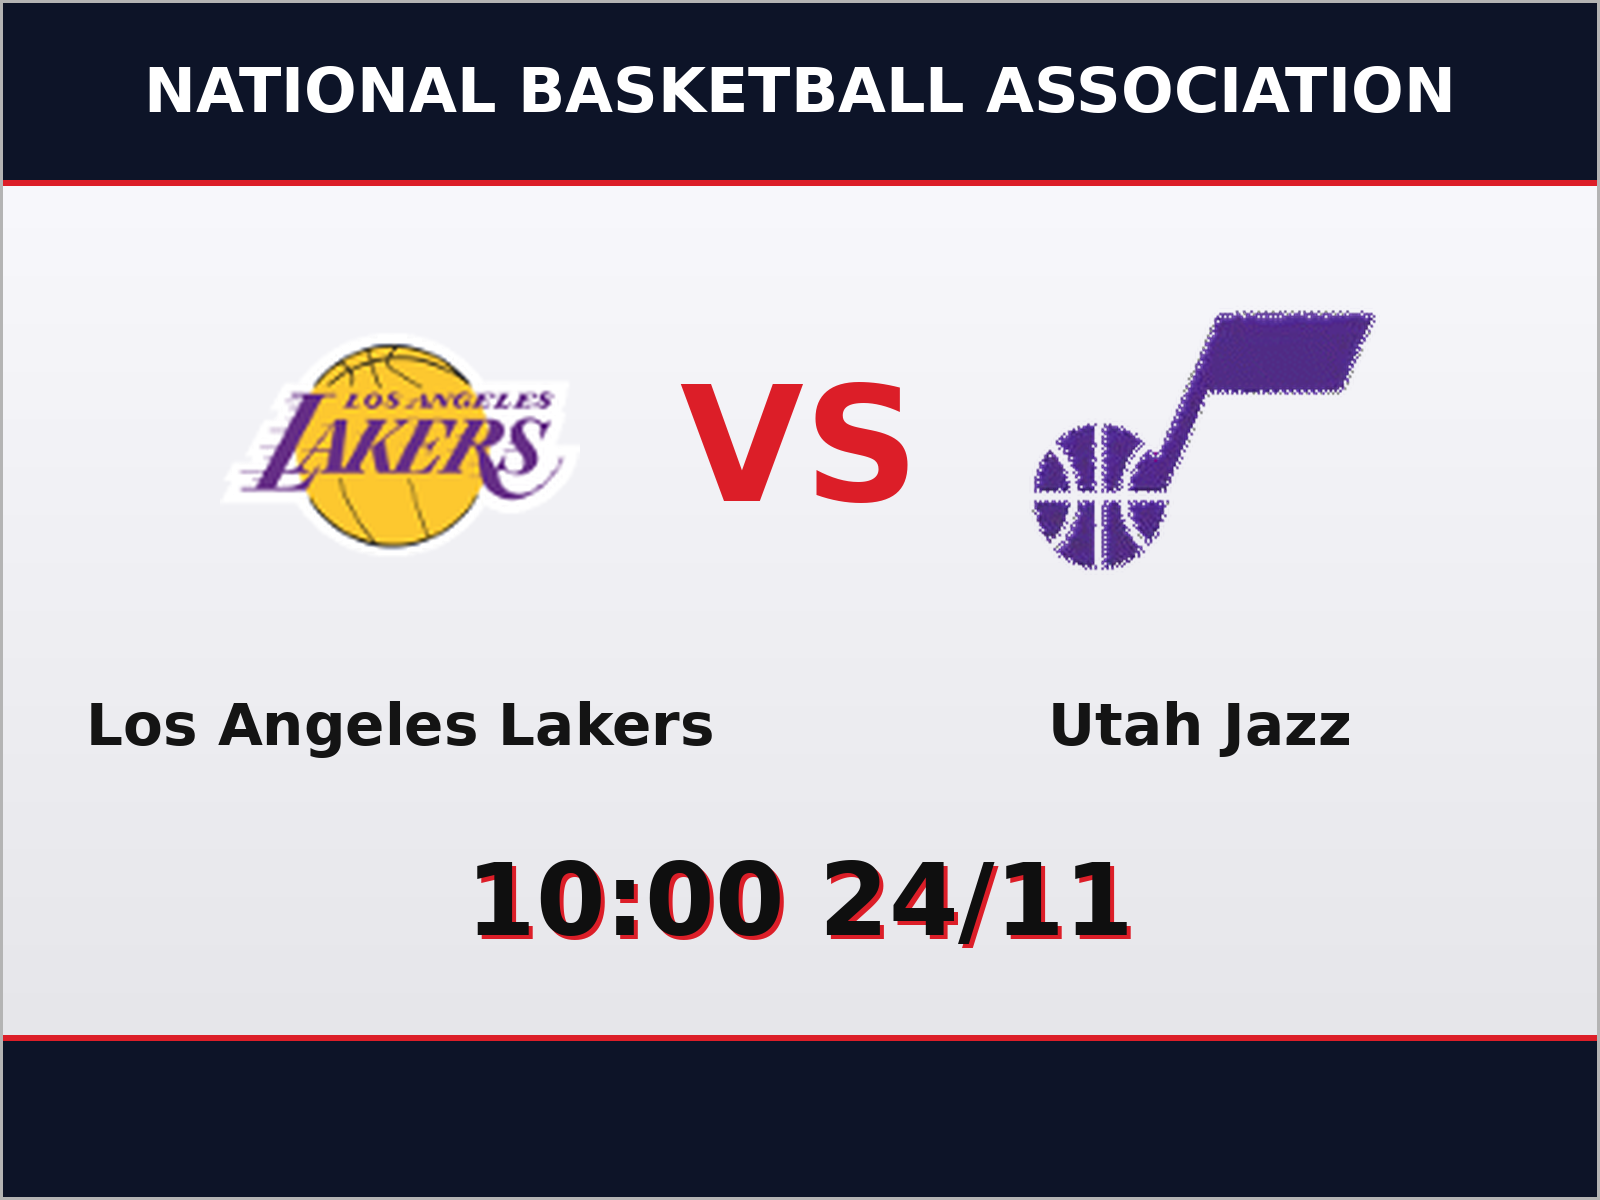 NATIONAL BASKETBALL ASSOCIATION
LOS ANGELES
LAKERS
VS
Los Angeles Lakers
Utah Jazz
10:00 24/11